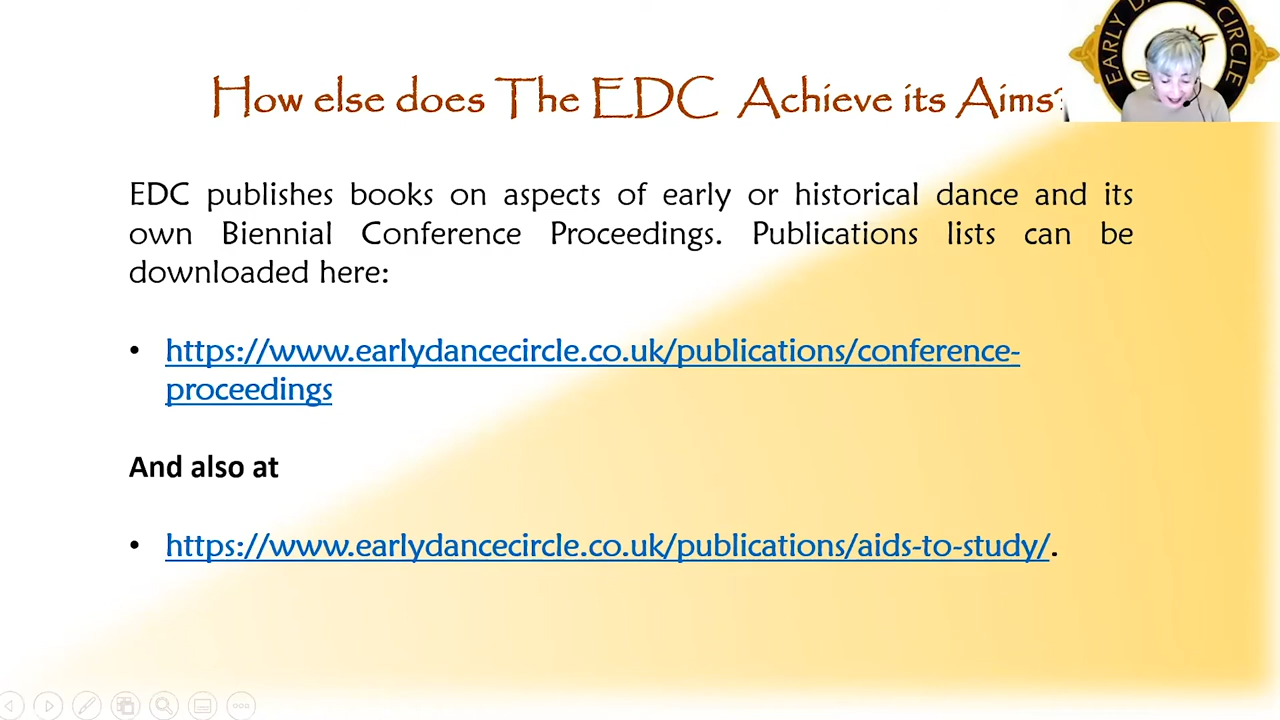 How else does The EDC Achieve its Aims?
EARLY DANCE CIRCLE
EDC publishes books on aspects of early or historical dance and its
own Biennial Conference Proceedings. Publications lists can be
downloaded here:
• https://www.earlydancecircle.co.uk/publications/conference-
proceedings
And also at
• https://www.earlydancecircle.co.uk/publications/aids-to-study/.